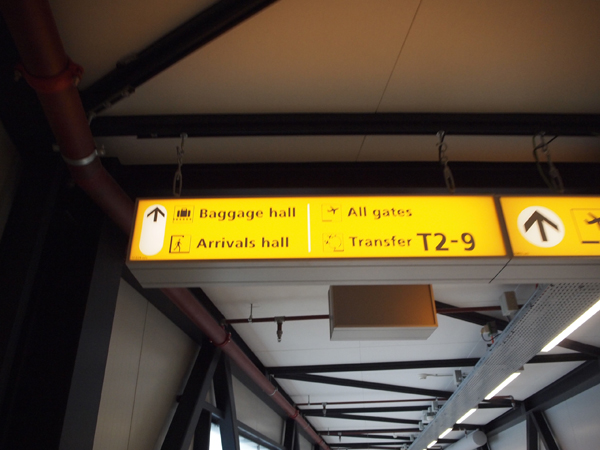 Baggage hall
Arrivals hall
All gates
Transfer T2-9